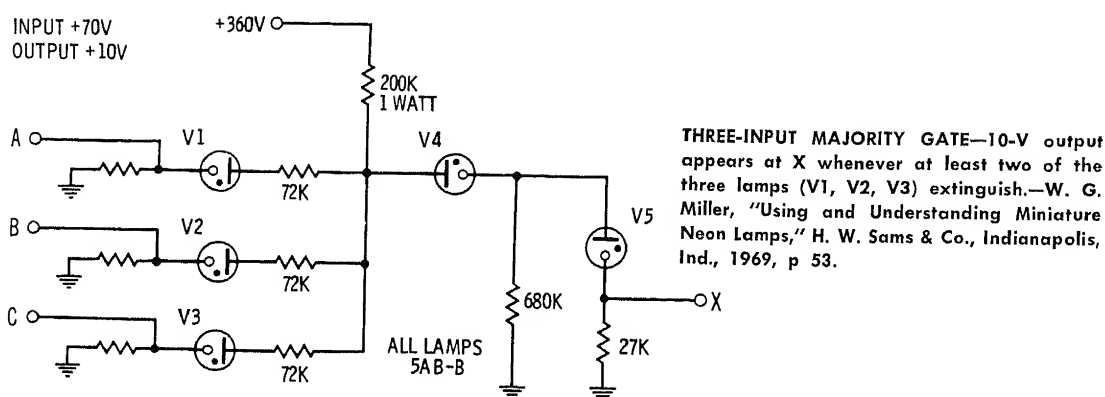 INPUT +70V
OUTPUT +10V
+360V
200K
1 WATT
A
V1
72K
V4
B
V2
72K
V5
C
V3
72K
680K
X
27K
ALL LAMPS
5AB-B
THREE-INPUT MAJORITY GATE—10-V output
appears at X whenever at least two of the
three lamps (V1, V2, V3) extinguish.—W. G.
Miller, "Using and Understanding Miniature
Neon Lamps," H. W. Sams & Co., Indianapolis,
Ind., 1969, p 53.